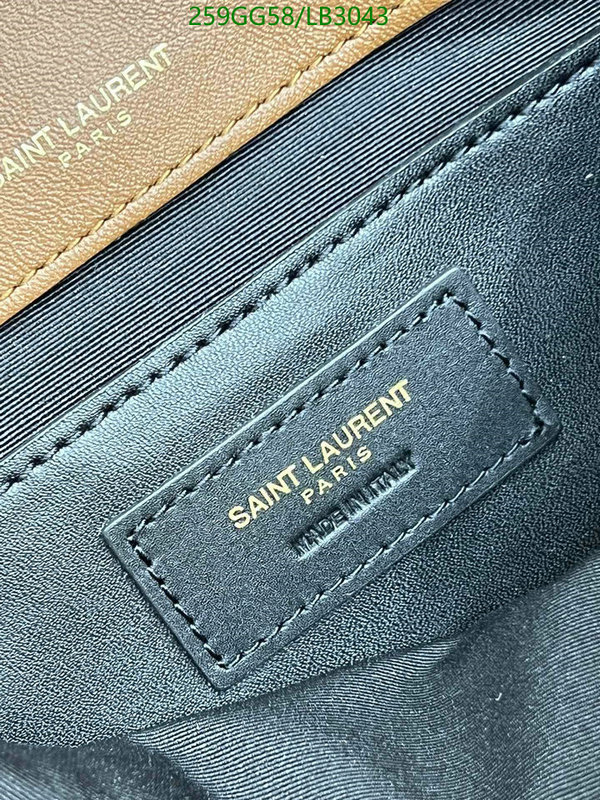 259GG58/LB3043
SAINT LAURENT
PARIS
SAINT LAURENT
PARIS
MADE IN ITALY